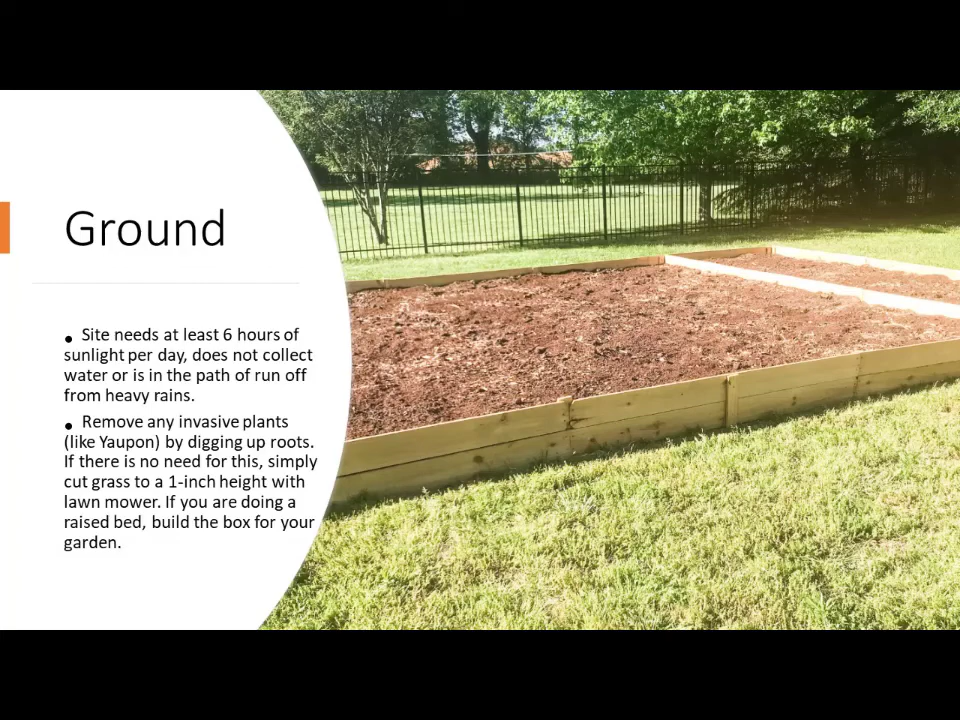 Ground
• Site needs at least 6 hours of
sunlight per day, does not collect
water or is in the path of run off
from heavy rains.
• Remove any invasive plants
(like Yaupon) by digging up roots.
If there is no need for this, simply
cut grass to a 1-inch height with
lawn mower. If you are doing a
raised bed, build the box for your
garden.